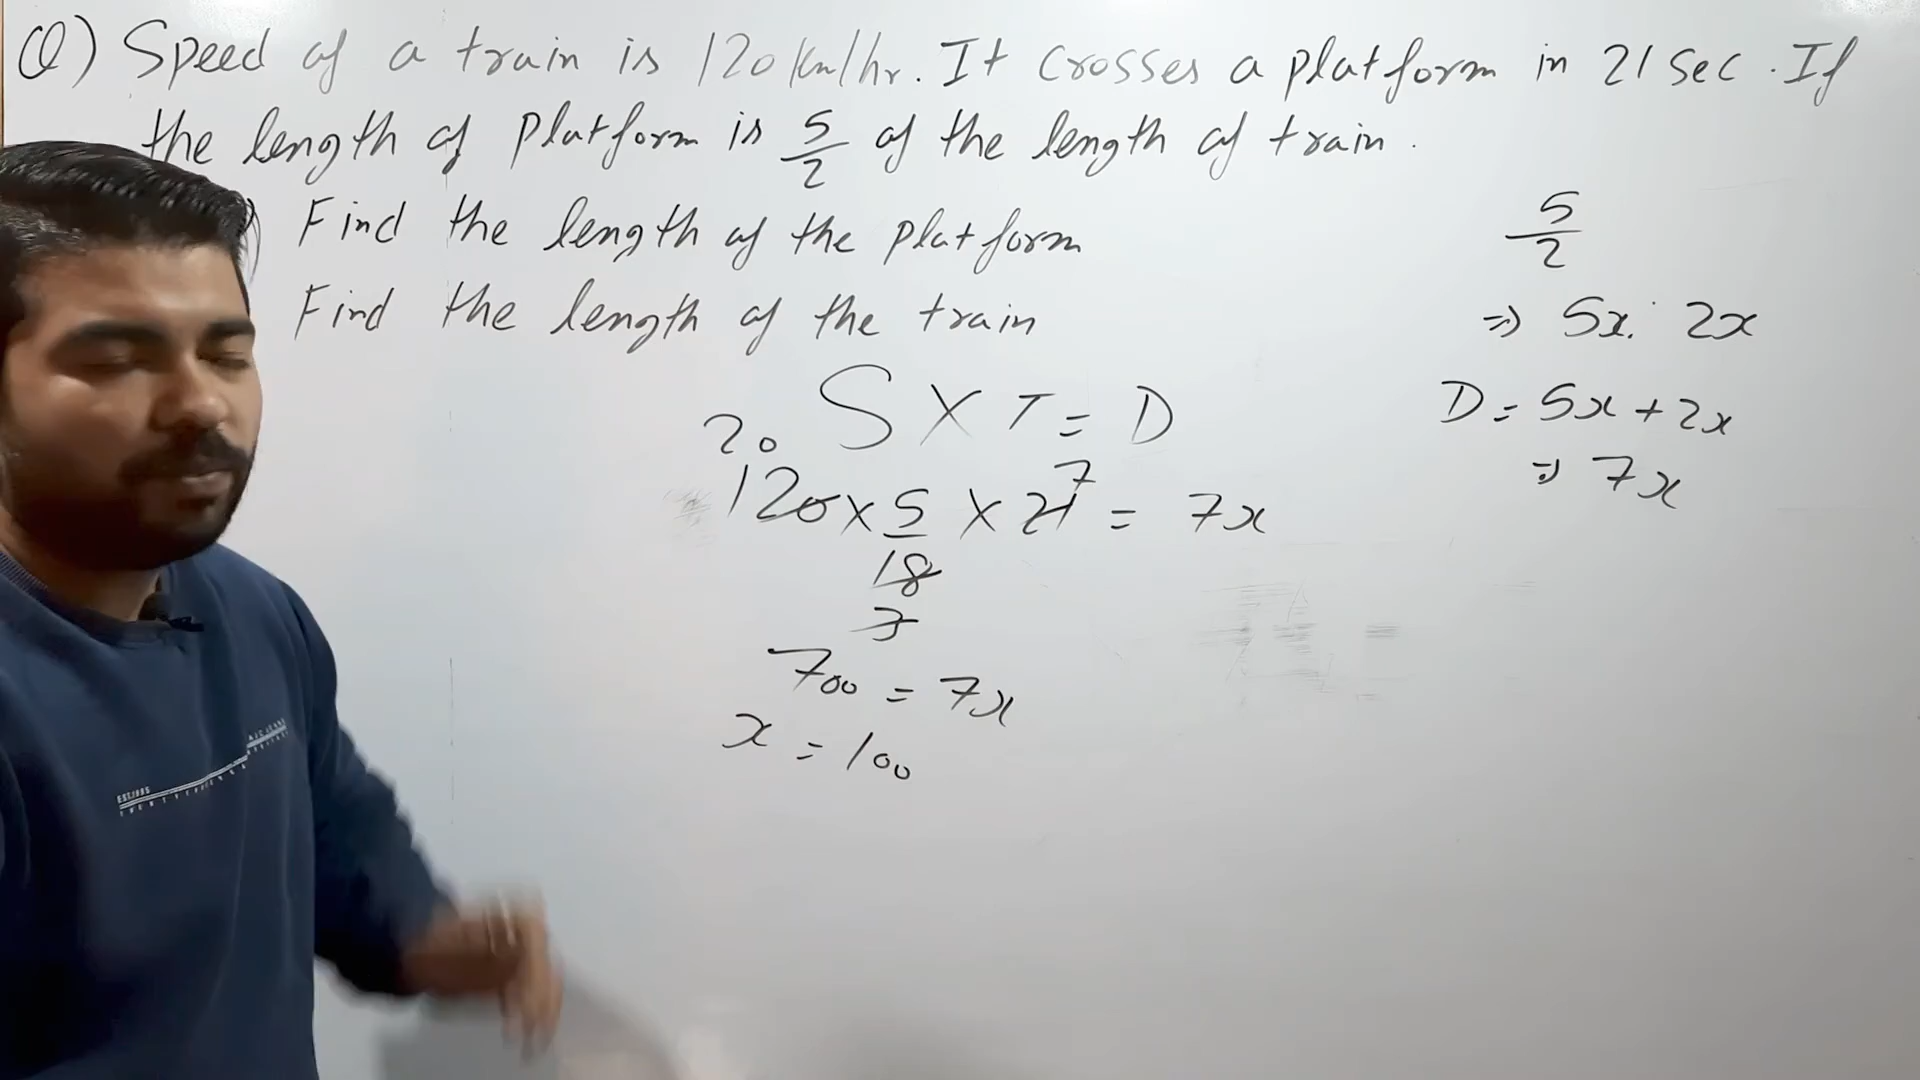 Q) Speed of a train is 120 km/hr. It crosses a platform in 21 sec. If
the length of platform is 5/2 of the length of train.
) Find the length of the platform
Find the length of the train
5/2
=> 5x : 2x
D = 5x + 2x
=> 7x
S X T = D
20 7
120 x 5/18 x 21 = 7x
3
700 = 7x
x = 100